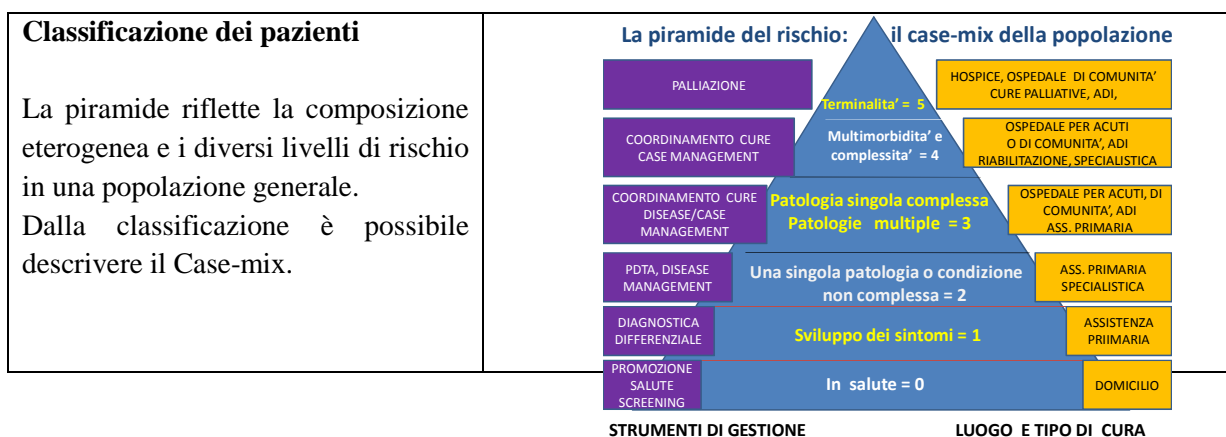 Classificazione dei pazienti
La piramide riflette la composizione
eterogenea e i diversi livelli di rischio
in una popolazione generale.
Dalla classificazione è possibile
descrivere il Case-mix.
La piramide del rischio: il case-mix della popolazione
PALLIAZIONE
Terminalita’ = 5
HOSPICE, OSPEDALE DI COMUNITA’
CURE PALLIATIVE, ADI,
COORDINAMENTO CURE
CASE MANAGEMENT
Multimorbidita’ e
complessita’ = 4
OSPEDALE PER ACUTI
O DI COMUNITA’, ADI
RIABILITAZIONE, SPECIALISTICA
COORDINAMENTO CURE
DISEASE/CASE
MANAGEMENT
Patologia singola complessa
Patologie multiple = 3
OSPEDALE PER ACUTI, DI
COMUNITA’, ADI
ASS. PRIMARIA
PDTA, DISEASE
MANAGEMENT
Una singola patologia o condizione
non complessa = 2
ASS. PRIMARIA
SPECIALISTICA
DIAGNOSTICA
DIFFERENZIALE
Sviluppo dei sintomi = 1
ASSISTENZA
PRIIMARIA
PROMOZIONE
SALUTE
SCREENING
In salute = 0
DOMICILIO
STRUMENTI DI GESTIONE
LUOGO E TIPO DI CURA